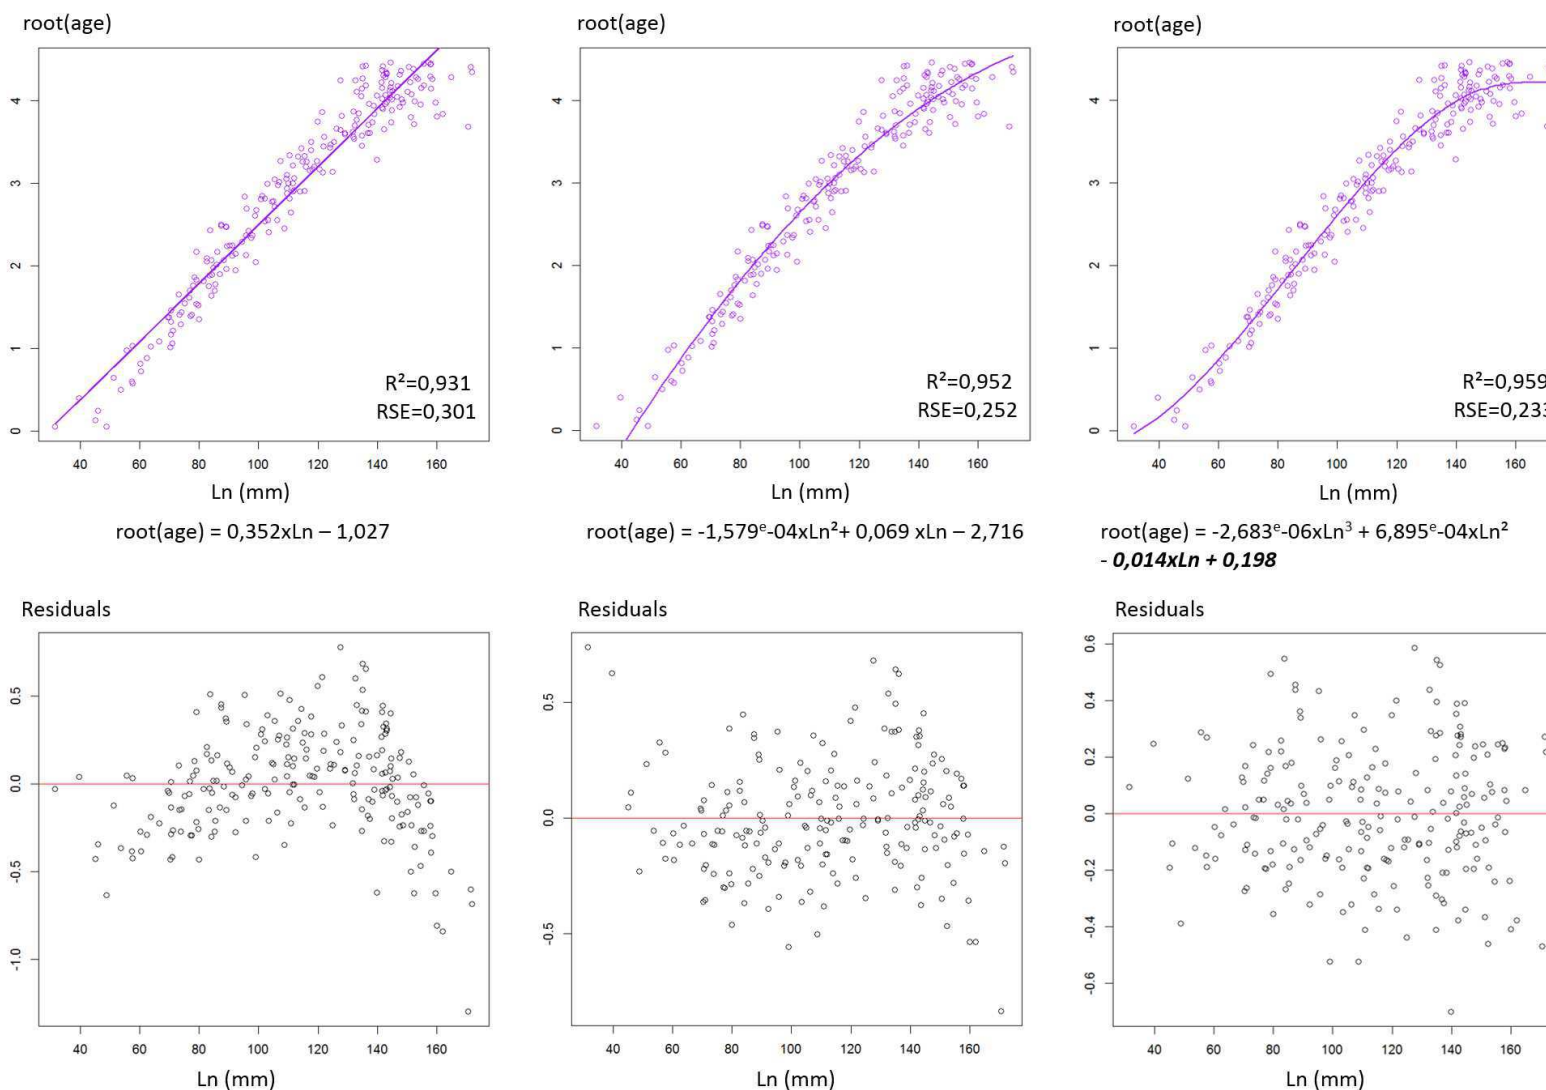 root(age)
root(age)
root(age)
4
3
2
1
0
4
3
2
1
0
4
3
2
1
0
R²=0,931
RSE=0,301
R²=0,952
RSE=0,252
R²=0,959
RSE=0,233
40 60 80 100 120 140 160
40 60 80 100 120 140 160
40 60 80 100 120 140 160
Ln (mm)
Ln (mm)
Ln (mm)
root(age) = 0,352xLn – 1,027
root(age) = -1,579ᵉ-04xLn²+ 0,069 xLn – 2,716
root(age) = -2,683ᵉ-06xLn³ + 6,895ᵉ-04xLn²
- 0,014xLn + 0,198
Residuals
Residuals
Residuals
0.5
0.0
-0.5
-1.0
0.5
0.0
-0.5
0.6
0.4
0.2
0.0
-0.2
-0.4
-0.6
40 60 80 100 120 140 160
40 60 80 100 120 140 160
40 60 80 100 120 140 160
Ln (mm)
Ln (mm)
Ln (mm)